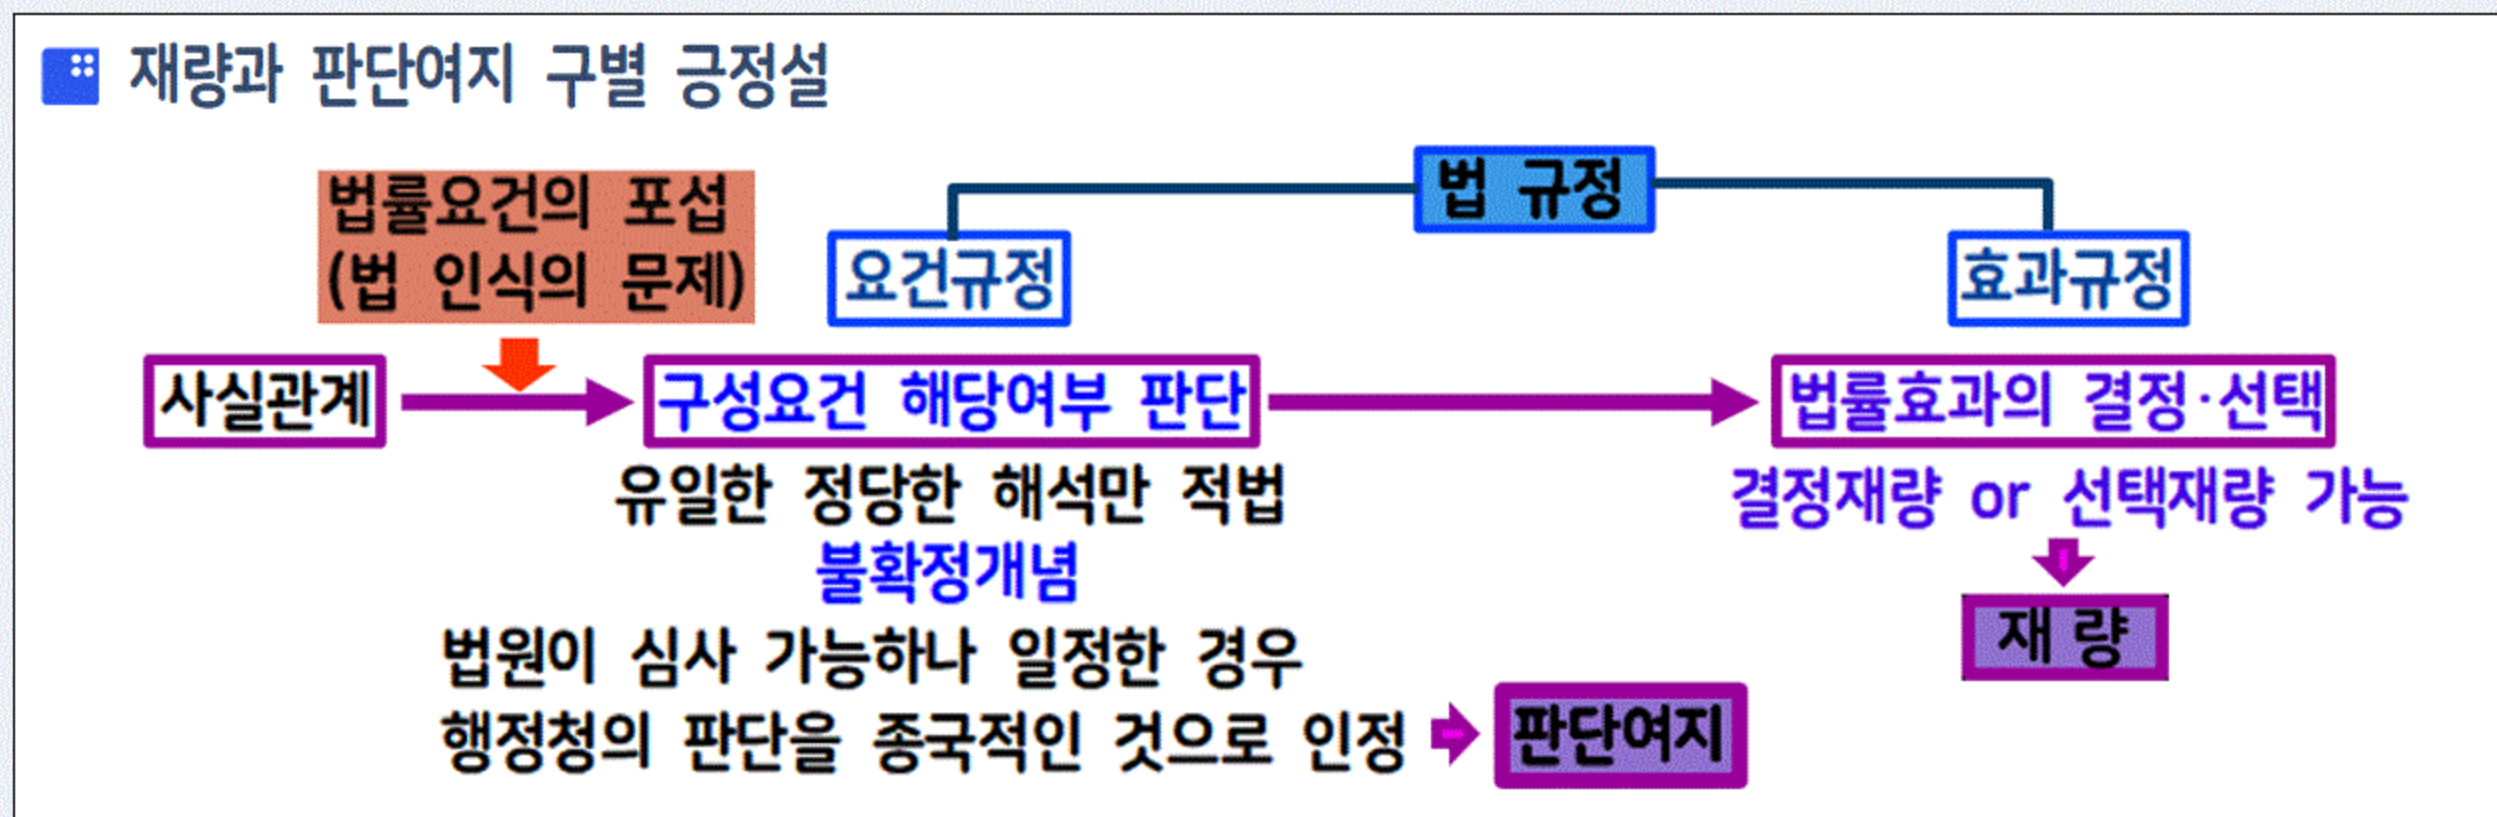 재량과 판단여지 구별 긍정설
법 규정
법률요건의 포섭
(법 인식의 문제)
요건규정
효과규정
사실관계
구성요건 해당여부 판단
법률효과의 결정·선택
유일한 정당한 해석만 적법
결정재량 or 선택재량 가능
불확정개념
재 량
법원이 심사 가능하나 일정한 경우
행정청의 판단을 종국적인 것으로 인정
판단여지